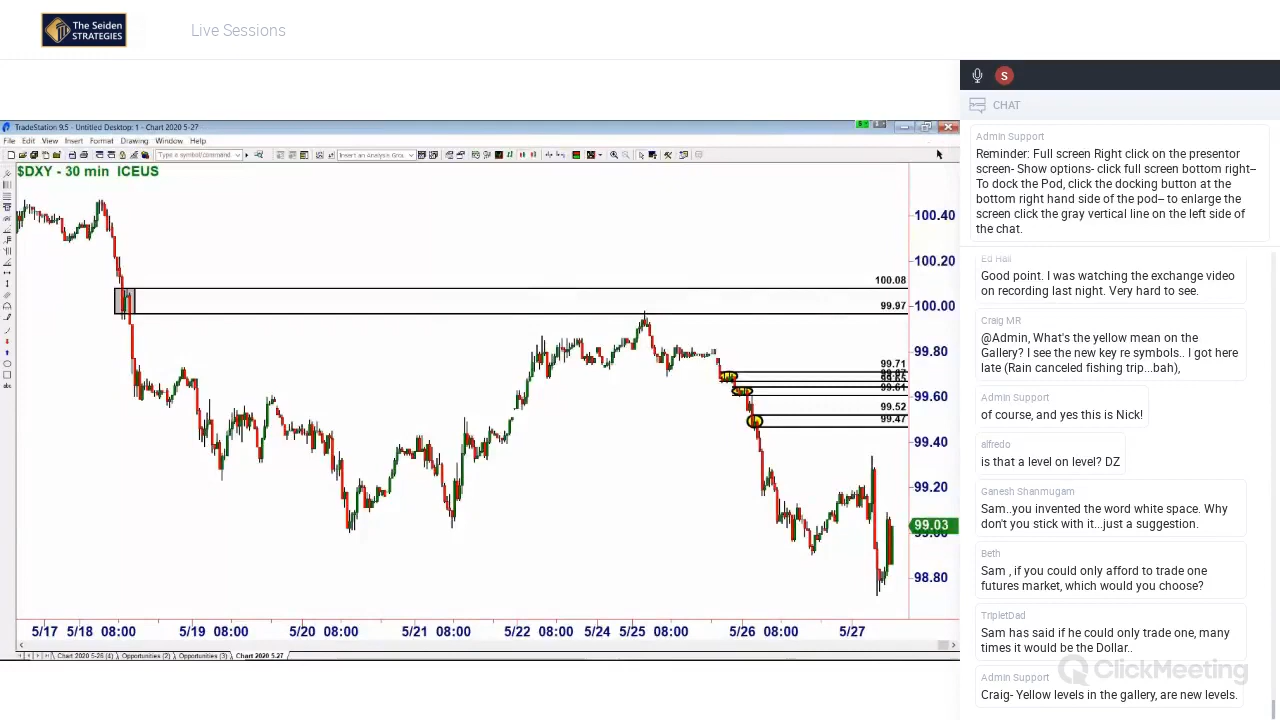 The Seiden
STRATEGIES
Live Sessions
S
CHAT
Admin Support
Reminder: Full screen Right click on the presentor
screen- Show options- click full screen bottom right--
To dock the Pod, click the docking button at the
bottom right hand side of the pod-- to enlarge the
screen click the gray vertical line on the left side of
the chat.
Ed Hall
Good point. I was watching the exchange video
on recording last night. Very hard to see.
Craig MR
@Admin, What's the yellow mean on the
Gallery? I see the new key re symbols.. I got here
late (Rain canceled fishing trip...bah),
Admin Support
of course, and yes this is Nick!
alfredo
is that a level on level? DZ
Ganesh Shanmugam
Sam..you invented the word white space. Why
don't you stick with it...just a suggestion.
Beth
Sam , if you could only afford to trade one
futures market, which would you choose?
TripletDad
Sam has said if he could only trade one, many
times it would be the Dollar..
Admin Support
Craig- Yellow levels in the gallery, are new levels.
ClickMeeting
TradeStation 9.5 - Untitled Desktop: 1 - Chart 2020 5-27
File Edit View Insert Format Drawing Window Help
Type a symbol/command
Insert an Analysis Grou
$DXY - 30 min ICEUS
100.40
100.20
100.08
100.00
99.97
99.80
99.71
99.61
99.60
99.52
99.47
99.40
99.20
99.03
99.00
98.80
5/17 5/18 08:00 5/19 08:00 5/20 08:00 5/21 08:00 5/22 08:00 5/24 5/25 08:00 5/26 08:00 5/27
Chart 2020 5-26 (4) Opportunities (2) Opportunities (3) Chart 2020 5-27